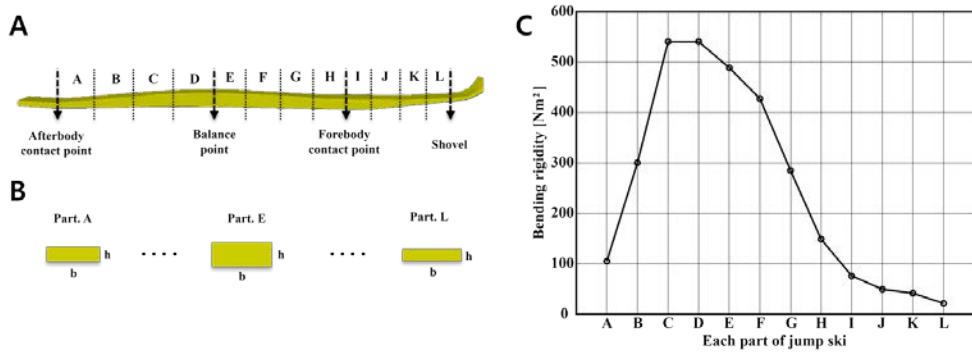 A
A B C D E F G H I J K L
Afterbody
contact point
Balance
point
Forebody
contact point
Shovel
B
Part. A
Part. E
Part. L
h
b
h
b
h
b
C
600
500
400
300
200
100
0
Bending rigidity [Nm²]
A B C D E F G H I J K L
Each part of jump ski